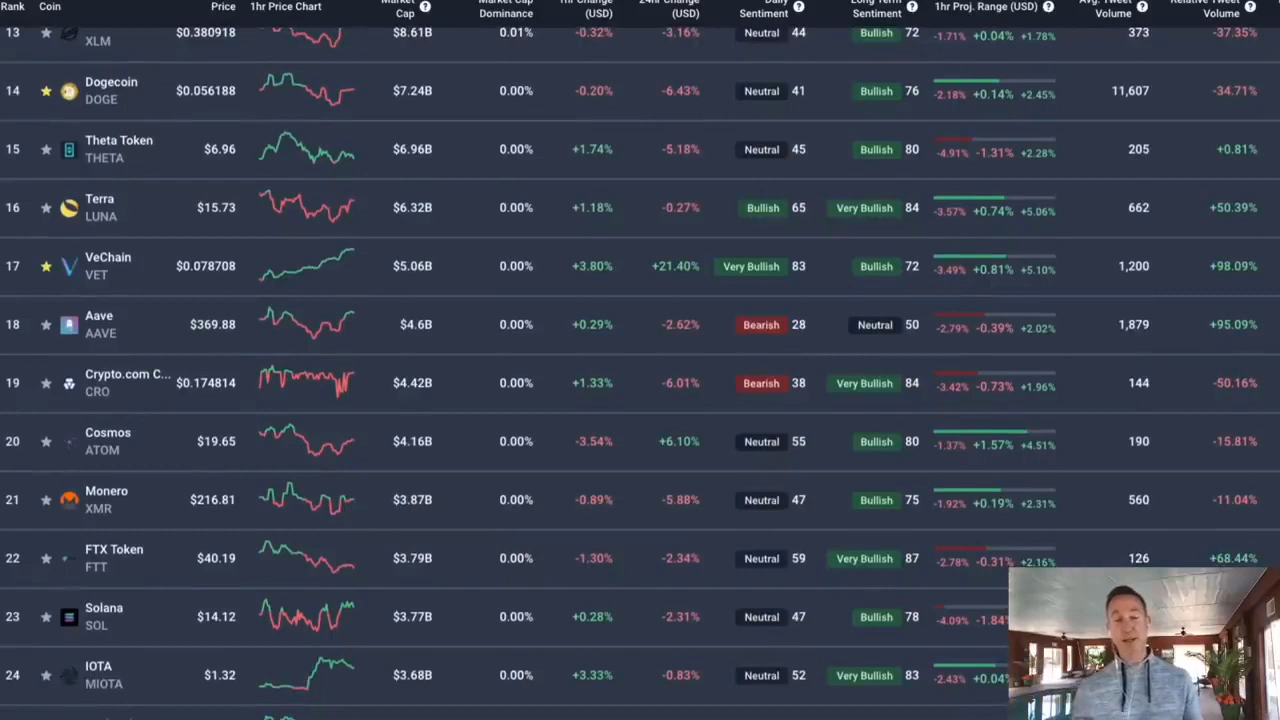 Rank Coin Price 1hr Price Chart Market Cap ? Market Cap Dominance 1hr Change (USD) 24hr Change (USD) Daily Sentiment ? Long Term Sentiment ? 1hr Proj. Range (USD) ? Avg. Tweet Volume ? Relative Tweet Volume ?
13 XLM $0.380918 $8.61B 0.01% -0.32% -3.16% Neutral 44 Bullish 72 -1.71% +0.04% +1.78% 373 -37.35%
14 Dogecoin DOGE $0.056188 $7.24B 0.00% -0.20% -6.43% Neutral 41 Bullish 76 -2.18% +0.14% +2.45% 11,607 -34.71%
15 Theta Token THETA $6.96 $6.96B 0.00% +1.74% -5.18% Neutral 45 Bullish 80 -4.91% -1.31% +2.28% 205 +0.81%
16 Terra LUNA $15.73 $6.32B 0.00% +1.18% -0.27% Bullish 65 Very Bullish 84 -3.57% +0.74% +5.06% 662 +50.39%
17 VeChain VET $0.078708 $5.06B 0.00% +3.80% +21.40% Very Bullish 83 Bullish 72 -3.49% +0.81% +5.10% 1,200 +98.09%
18 Aave AAVE $369.88 $4.6B 0.00% +0.29% -2.62% Bearish 28 Neutral 50 -2.79% -0.39% +2.02% 1,879 +95.09%
19 Crypto.com C... CRO $0.174814 $4.42B 0.00% +1.33% -6.01% Bearish 38 Very Bullish 84 -3.42% -0.73% +1.96% 144 -50.16%
20 Cosmos ATOM $19.65 $4.16B 0.00% -3.54% +6.10% Neutral 55 Bullish 80 -1.37% +1.57% +4.51% 190 -15.81%
21 Monero XMR $216.81 $3.87B 0.00% -0.89% -5.88% Neutral 47 Bullish 75 -1.92% +0.19% +2.31% 560 -11.04%
22 FTX Token FTT $40.19 $3.79B 0.00% -1.30% -2.34% Neutral 59 Very Bullish 87 -2.78% -0.31% +2.16% 126 +68.44%
23 Solana SOL $14.12 $3.77B 0.00% +0.28% -2.31% Neutral 47 Bullish 78 -4.09% -1.84
24 IOTA MIOTA $1.32 $3.68B 0.00% +3.33% -0.83% Neutral 52 Very Bullish 83 -2.43% +0.04